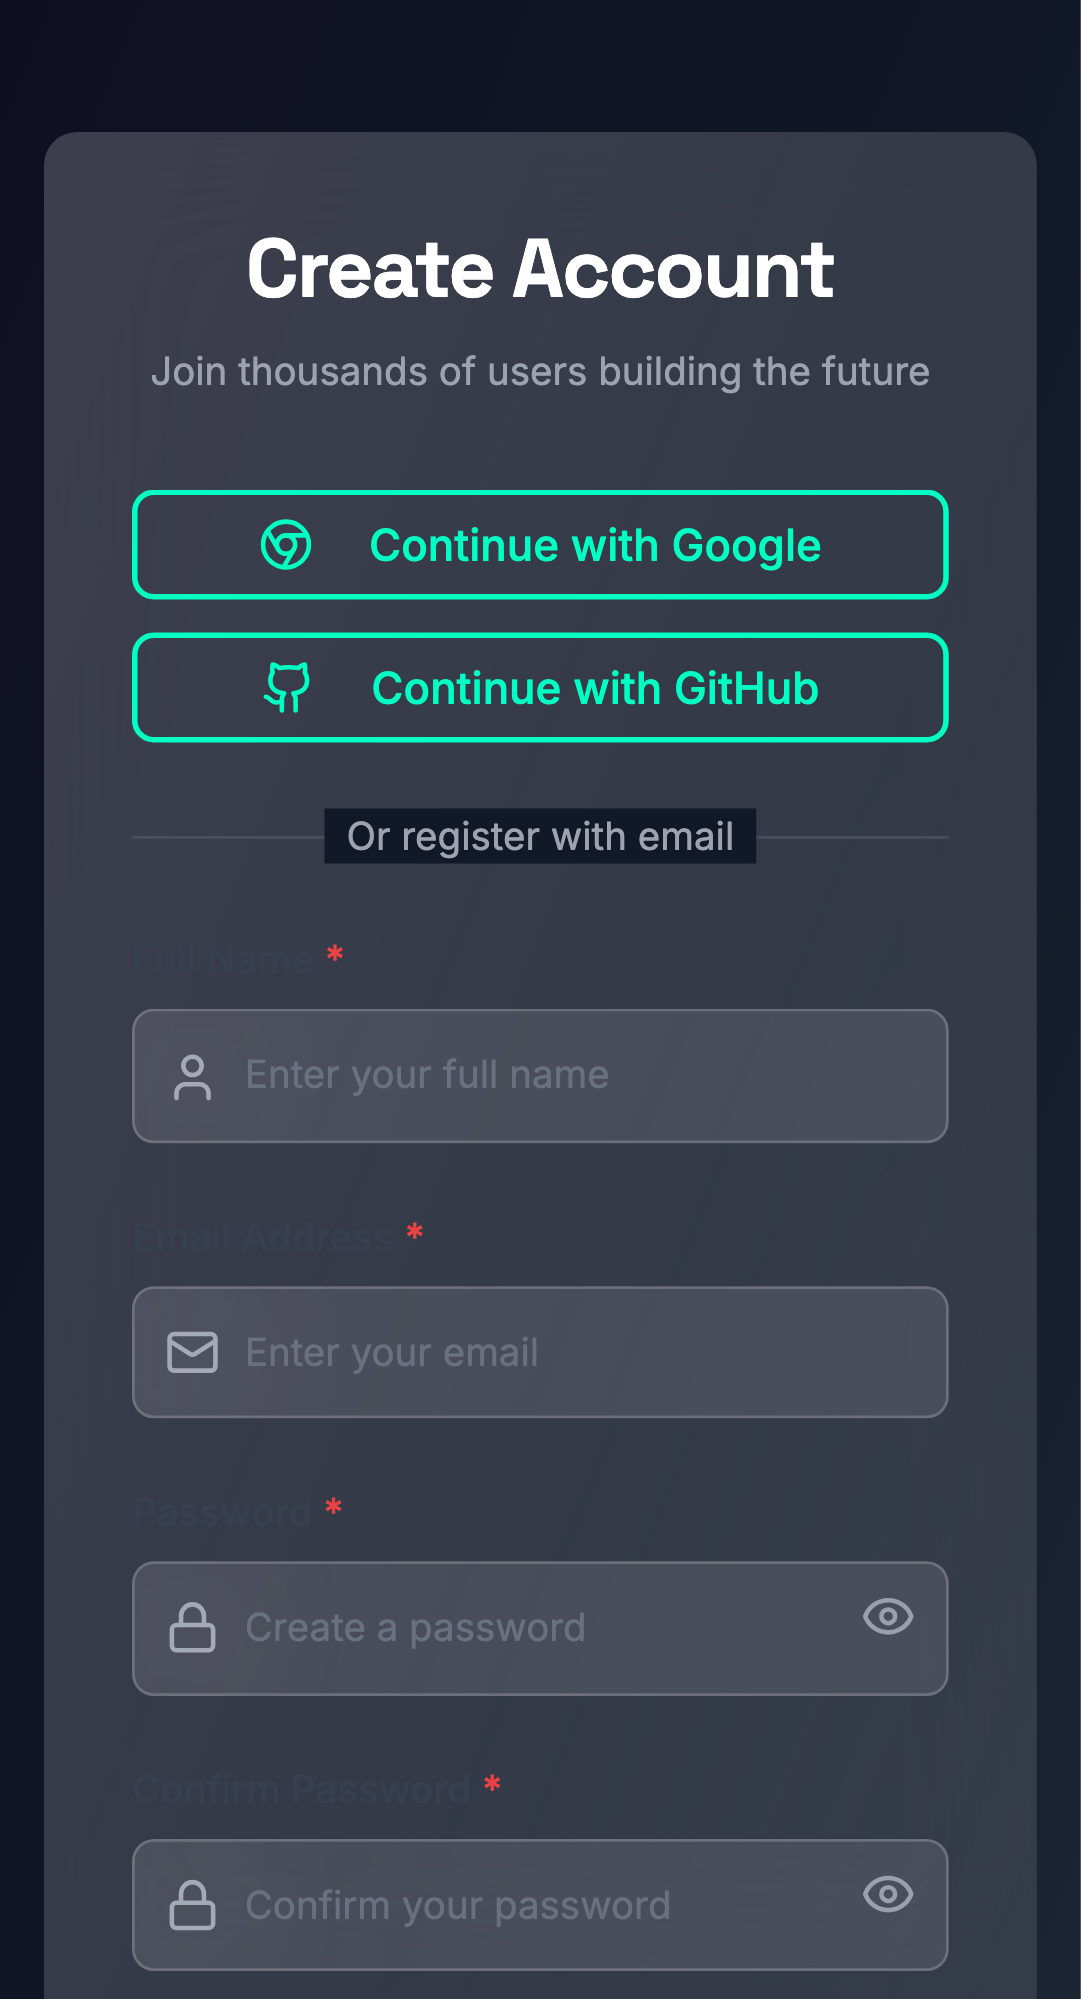 Create Account
Join thousands of users building the future
Continue with Google
Continue with GitHub
Or register with email
Full Name *
Enter your full name
Email Address *
Enter your email
Password *
Create a password
Confirm Password *
Confirm your password